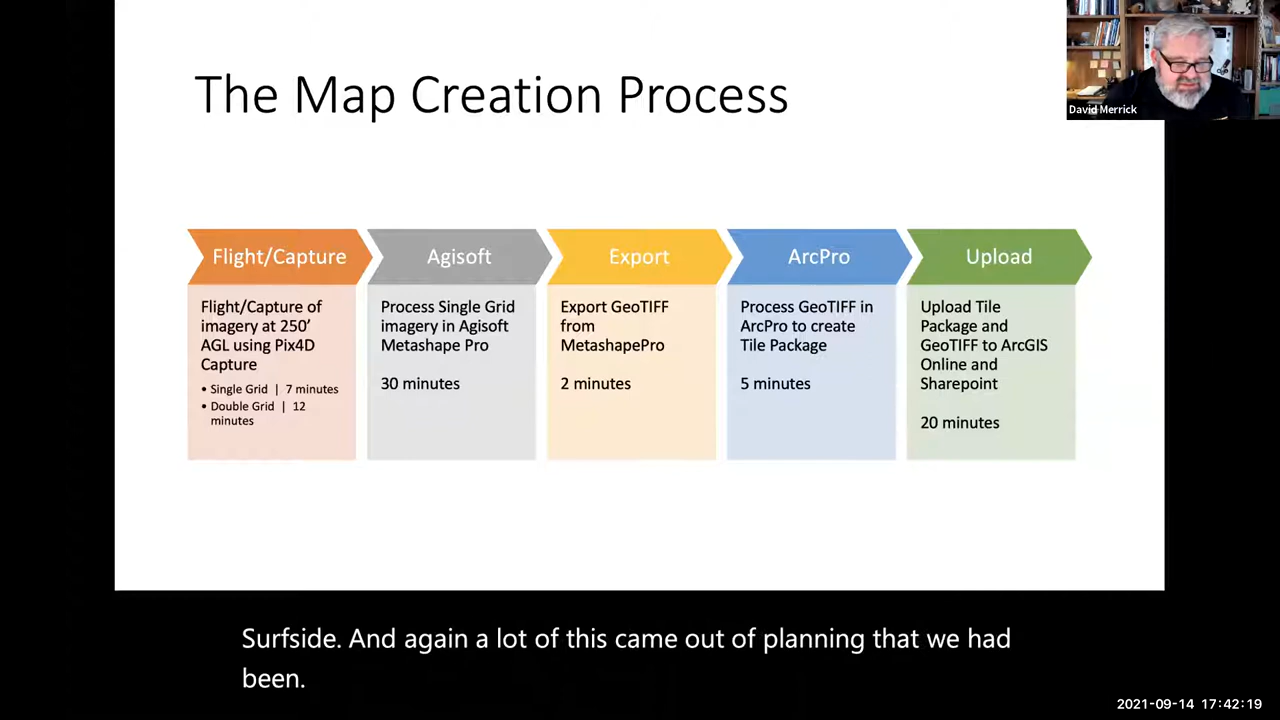 The Map Creation Process
David Merrick
Flight/Capture
Agisoft
Export
ArcPro
Upload
Flight/Capture of
imagery at 250’
AGL using Pix4D
Capture
• Single Grid | 7 minutes
• Double Grid | 12
minutes
Process Single Grid
imagery in Agisoft
Metashape Pro
30 minutes
Export GeoTIFF
from
MetashapePro
2 minutes
Process GeoTIFF in
ArcPro to create
Tile Package
5 minutes
Upload Tile
Package and
GeoTIFF to ArcGIS
Online and
Sharepoint
20 minutes
Surfside. And again a lot of this came out of planning that we had
been.
2021-09-14 17:42:19